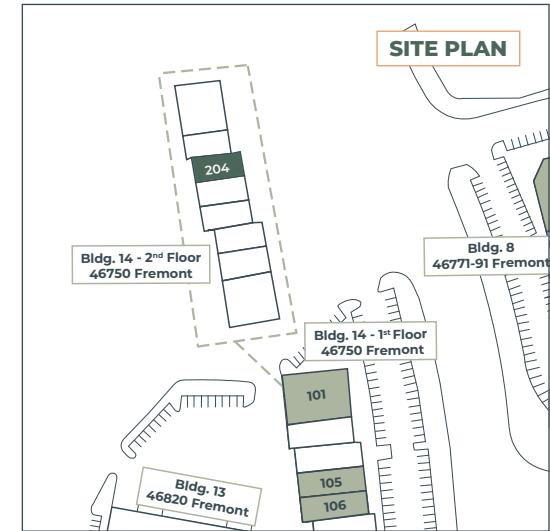 SITE PLAN
204
Bldg. 14 - 2nd Floor
46750 Fremont
Bldg. 8
46771-91 Fremont
Bldg. 14 - 1st Floor
46750 Fremont
101
105
106
Bldg. 13
46820 Fremont